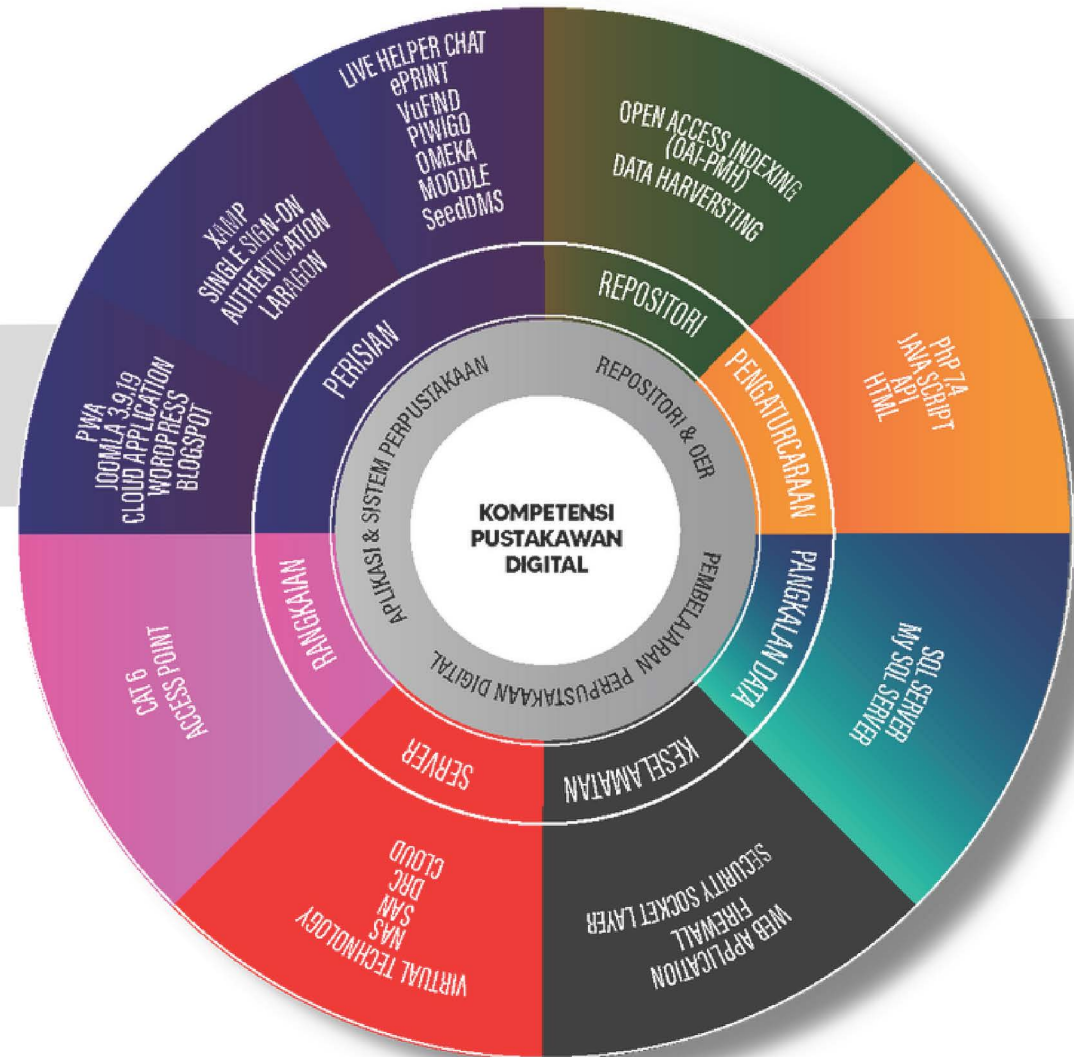 KOMPETENSI
PUSTAKAWAN
DIGITAL
APLIKASI & SISTEM PERPUSTAKAAN
REPOSITORI & OER
PEMBELAJARAN PERPUSTAKAAN DIGITAL
PERISIAN
LIVE HELPER CHAT
ePRINT
VuFIND
PIWIGO
OMEKA
MOODLE
SeedDMS
XAMP
SINGLE SIGN-ON
AUTHENTICATION
LARAGON
PWA
JOOMLA 3.9.19
CLOUD APPLICATION
WORDPRESS
BLOGSPOT
REPOSITORI
OPEN ACCESS INDEXING
(OAI-PMH)
DATA HARVERSTING
PENGATURCARAAN
PhP 7.4
JAVA SCRIPT
API
HTML
PANGKALAN DATA
SQL SERVER
My SQL SERVER
KESELAMATAN
SECURITY SOCKET LAYER
WEB APPLICATION
FIREWALL
SERVER
VIRTUAL TECHNOLOGY
NAS
SAN
DRC
CLOUD
RANGKAIAN
CAT 6
ACCESS POINT